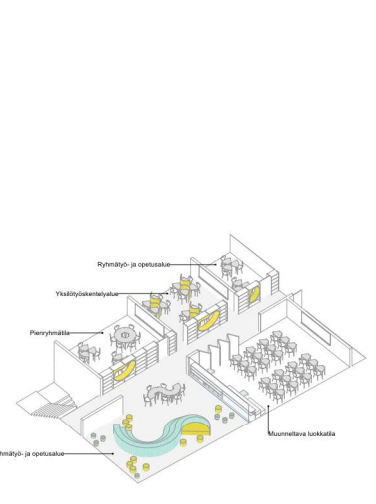 Ryhmätyö- ja opetusalue
Yksilötyöskentelyalue
Pienryhmätila
Muunneltava luokkatila
hmätyö- ja opetusalue